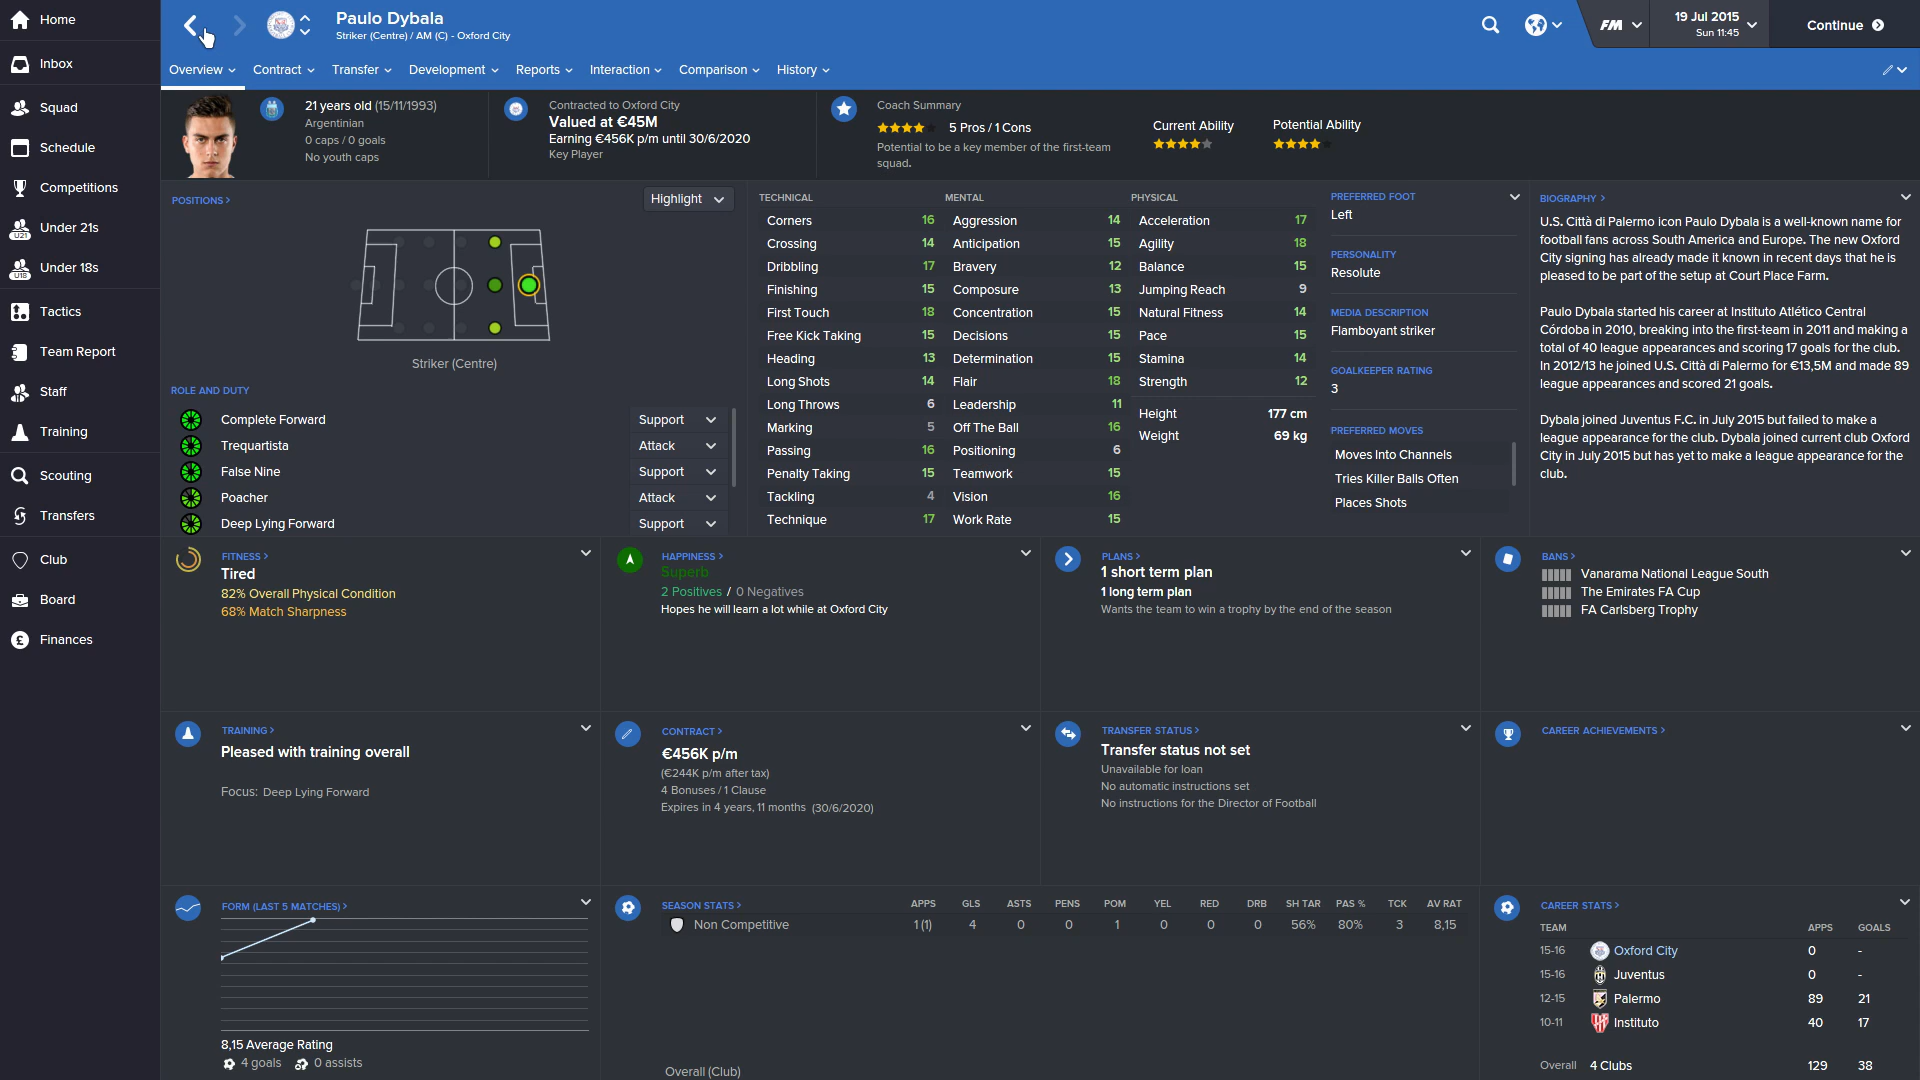 Home
Inbox
Squad
Schedule
Competitions
Under 21s
Under 18s
Tactics
Team Report
Staff
Training
Scouting
Transfers
Club
Board
Finances
Paulo Dybala
Striker (Centre) / AM (C) - Oxford City
FM
19 Jul 2015
Sun 11:45
Continue
Overview Contract Transfer Development Reports Interaction Comparison History
21 years old (15/11/1993)
Argentinian
0 caps / 0 goals
No youth caps
Contracted to Oxford City
Valued at €45M
Earning €456K p/m until 30/6/2020
Key Player
Coach Summary
5 Pros / 1 Cons
Potential to be a key member of the first-team
squad.
Current Ability
Potential Ability
POSITIONS >
Highlight
Striker (Centre)
ROLE AND DUTY
Complete Forward Support
Trequartista Attack
False Nine Support
Poacher Attack
Deep Lying Forward Support
TECHNICAL
Corners 16
Crossing 14
Dribbling 17
Finishing 15
First Touch 18
Free Kick Taking 15
Heading 13
Long Shots 14
Long Throws 6
Marking 5
Passing 16
Penalty Taking 15
Tackling 4
Technique 17
MENTAL
Aggression 14
Anticipation 15
Bravery 12
Composure 13
Concentration 15
Decisions 15
Determination 15
Flair 18
Leadership 11
Off The Ball 16
Positioning 6
Teamwork 15
Vision 16
Work Rate 15
PHYSICAL
Acceleration 17
Agility 18
Balance 15
Jumping Reach 9
Natural Fitness 14
Pace 15
Stamina 14
Strength 12
Height 177 cm
Weight 69 kg
PREFERRED FOOT
Left
PERSONALITY
Resolute
MEDIA DESCRIPTION
Flamboyant striker
GOALKEEPER RATING
3
PREFERRED MOVES
Moves Into Channels
Tries Killer Balls Often
Places Shots
BIOGRAPHY >
U.S. Città di Palermo icon Paulo Dybala is a well-known name for
football fans across South America and Europe. The new Oxford
City signing has already made it known in recent days that he is
pleased to be part of the setup at Court Place Farm.
Paulo Dybala started his career at Instituto Atlético Central
Córdoba in 2010, breaking into the first-team in 2011 and making a
total of 40 league appearances and scoring 17 goals for the club.
In 2012/13 he joined U.S. Città di Palermo for €13,5M and made 89
league appearances and scored 21 goals.
Dybala joined Juventus F.C. in July 2015 but failed to make a
league appearance for the club. Dybala joined current club Oxford
City in July 2015 but has yet to make a league appearance for the
club.
FITNESS >
Tired
82% Overall Physical Condition
68% Match Sharpness
HAPPINESS >
Superb
2 Positives / 0 Negatives
Hopes he will learn a lot while at Oxford City
PLANS >
1 short term plan
1 long term plan
Wants the team to win a trophy by the end of the season
BANS >
Vanarama National League South
The Emirates FA Cup
FA Carlsberg Trophy
TRAINING >
Pleased with training overall
Focus: Deep Lying Forward
CONTRACT >
€456K p/m
(€244K p/m after tax)
4 Bonuses / 1 Clause
Expires in 4 years, 11 months (30/6/2020)
TRANSFER STATUS >
Transfer status not set
Unavailable for loan
No automatic instructions set
No instructions for the Director of Football
CAREER ACHIEVEMENTS >
FORM (LAST 5 MATCHES) >
8,15 Average Rating
4 goals 0 assists
SEASON STATS > APPS GLS ASTS PENS POM YEL RED DRB SH TAR PAS % TCK AV RAT
Non Competitive 1 (1) 4 0 0 1 0 0 0 56% 80% 3 8,15
Overall (Club)
CAREER STATS >
TEAM APPS GOALS
15-16 Oxford City 0 -
15-16 Juventus 0 -
12-15 Palermo 89 21
10-11 Instituto 40 17
Overall 4 Clubs 129 38